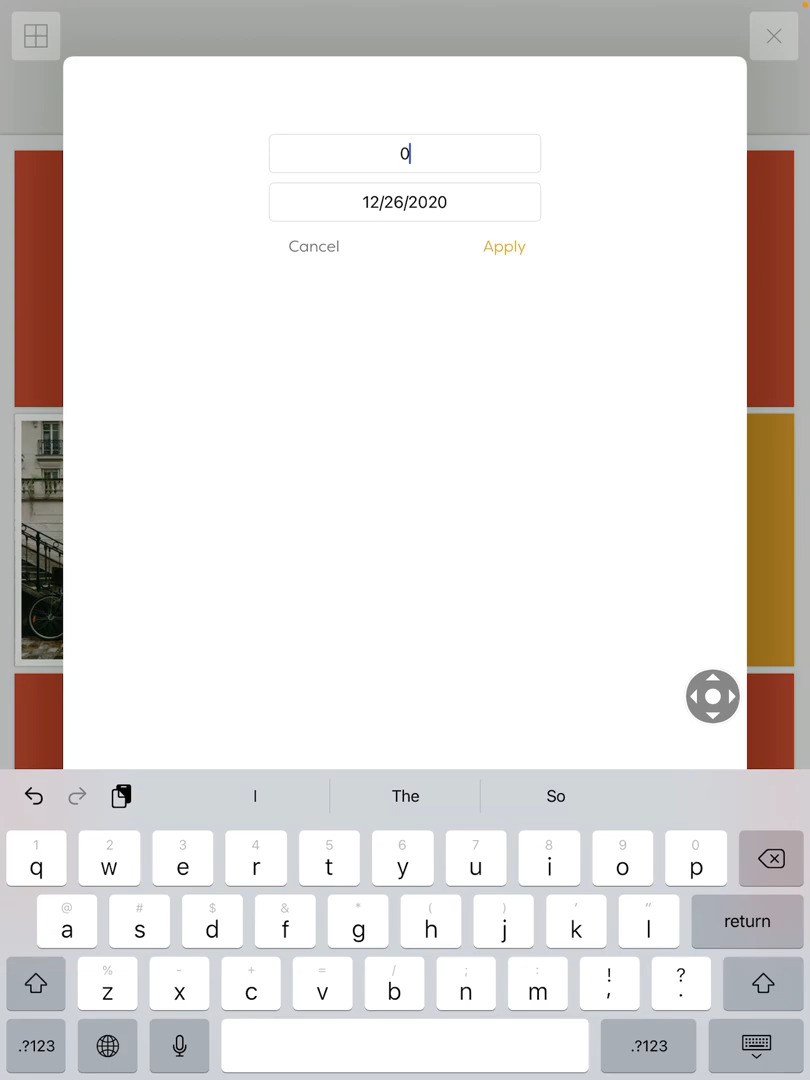 0
12/26/2020
Cancel Apply
I The So
1 2 3 4 5 6 7 8 9 0
q w e r t y u i o p
@ # $ & * ( ) ' "
a s d f g h j k l return
% - + = / ; : ! ?
z x c v b n m , .
.?123 .?123